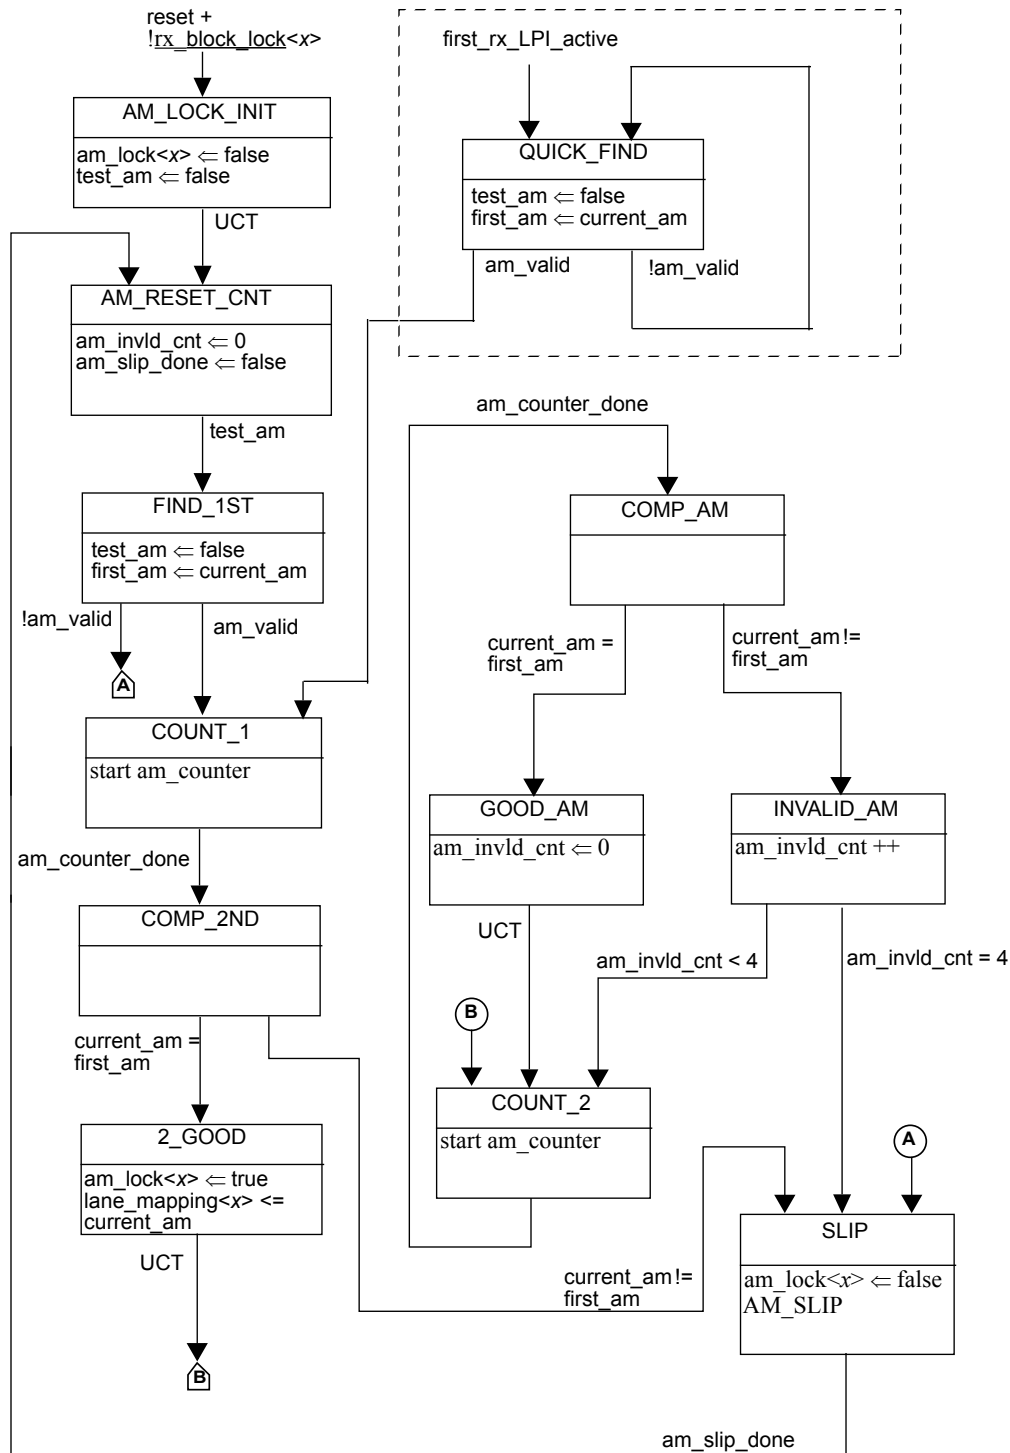 reset +
!rx_block_lock<x>
AM_LOCK_INIT
am_lock<x> ⇐ false
test_am ⇐ false
UCT
AM_RESET_CNT
am_invld_cnt ⇐ 0
am_slip_done ⇐ false
test_am
FIND_1ST
test_am ⇐ false
first_am ⇐ current_am
!am_valid
am_valid
A
COUNT_1
start am_counter
am_counter_done
COMP_2ND
current_am =
first_am
2_GOOD
am_lock<x> ⇐ true
lane_mapping<x> <=
current_am
UCT
B
first_rx_LPI_active
QUICK_FIND
test_am ⇐ false
first_am ⇐ current_am
am_valid
!am_valid
am_counter_done
COMP_AM
current_am =
first_am
current_am !=
first_am
GOOD_AM
am_invld_cnt ⇐ 0
INVALID_AM
am_invld_cnt ++
UCT
am_invld_cnt < 4
am_invld_cnt = 4
B
COUNT_2
start am_counter
A
current_am !=
first_am
SLIP
am_lock<x> ⇐ false
AM_SLIP
am_slip_done